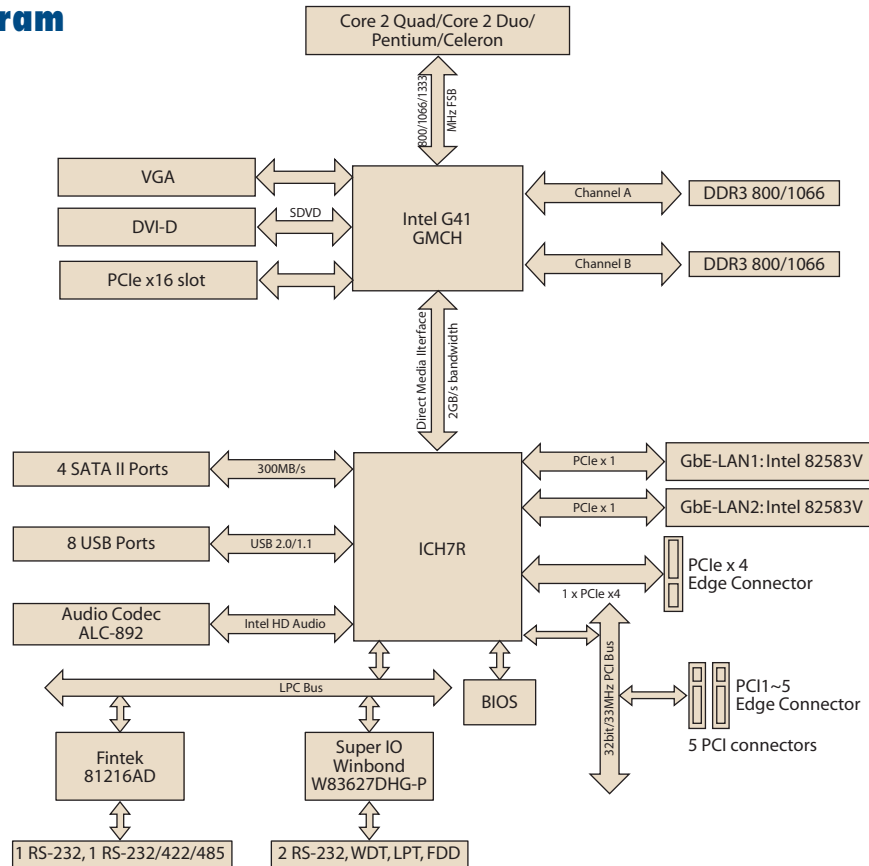 ram
Core 2 Quad/Core 2 Duo/
Pentium/Celeron
800/1066/1333
MHz FSB
VGA
DVI-D
SDVD
PCIe x16 slot
Intel G41
GMCH
Channel A
DDR3 800/1066
Channel B
DDR3 800/1066
Direct Media IIterface
2GB/s bandwidth
4 SATA II Ports
300MB/s
8 USB Ports
USB 2.0/1.1
Audio Codec
ALC-892
Intel HD Audio
ICH7R
PCIe x 1
GbE-LAN1: Intel 82583V
PCIe x 1
GbE-LAN2: Intel 82583V
PCIe x 4
Edge Connector
1 x PCIe x4
32bit/33MHz PCI Bus
PCI1~5
Edge Connector
5 PCI connectors
LPC Bus
BIOS
Fintek
81216AD
Super IO
Winbond
W83627DHG-P
1 RS-232, 1 RS-232/422/485
2 RS-232, WDT, LPT, FDD